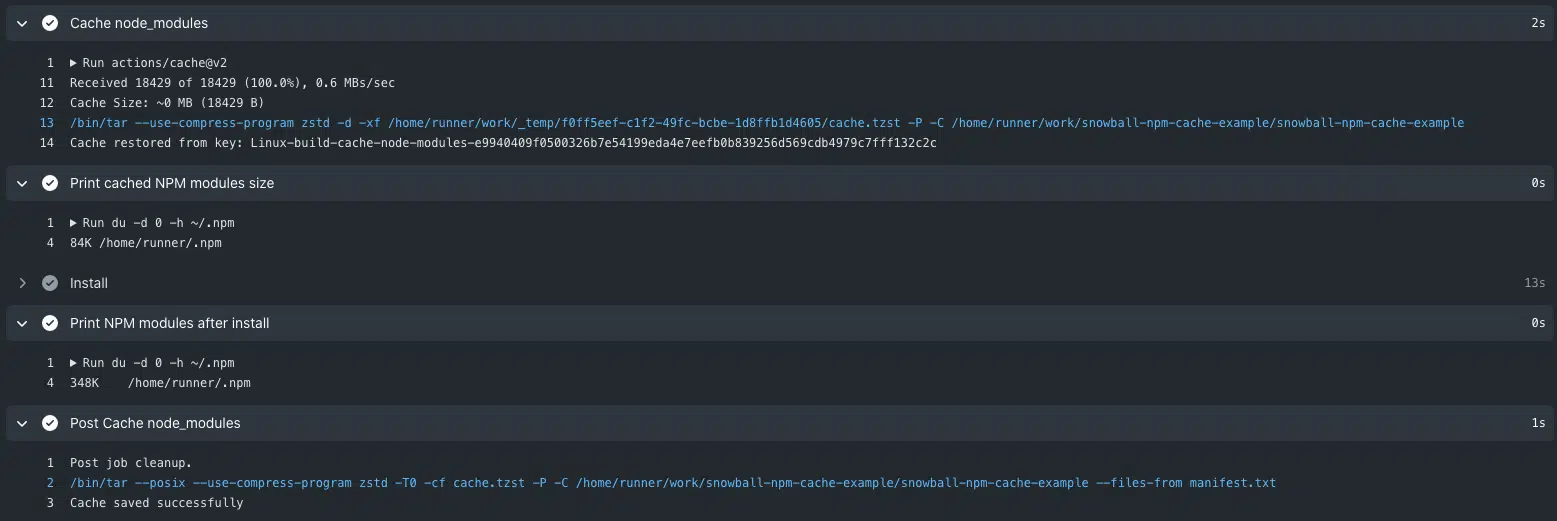 Cache node_modules 2s
1 Run actions/cache@v2
11 Received 18429 of 18429 (100.0%), 0.6 MBs/sec
12 Cache Size: ~0 MB (18429 B)
13 /bin/tar --use-compress-program zstd -d -xf /home/runner/work/_temp/f0ff5eef-c1f2-49fc-bcbe-1d8ffb1d4605/cache.tzst -P -C /home/runner/work/snowball-npm-cache-example/snowball-npm-cache-example
14 Cache restored from key: Linux-build-cache-node-modules-e9940409f0500326b7e54199eda4e7eefb0b839256d569cdb4979c7fff132c2c
Print cached NPM modules size 0s
1 Run du -d 0 -h ~/.npm
4 84K /home/runner/.npm
Install 13s
Print NPM modules after install 0s
1 Run du -d 0 -h ~/.npm
4 348K /home/runner/.npm
Post Cache node_modules 1s
1 Post job cleanup.
2 /bin/tar --posix --use-compress-program zstd -T0 -cf cache.tzst -P -C /home/runner/work/snowball-npm-cache-example/snowball-npm-cache-example --files-from manifest.txt
3 Cache saved successfully